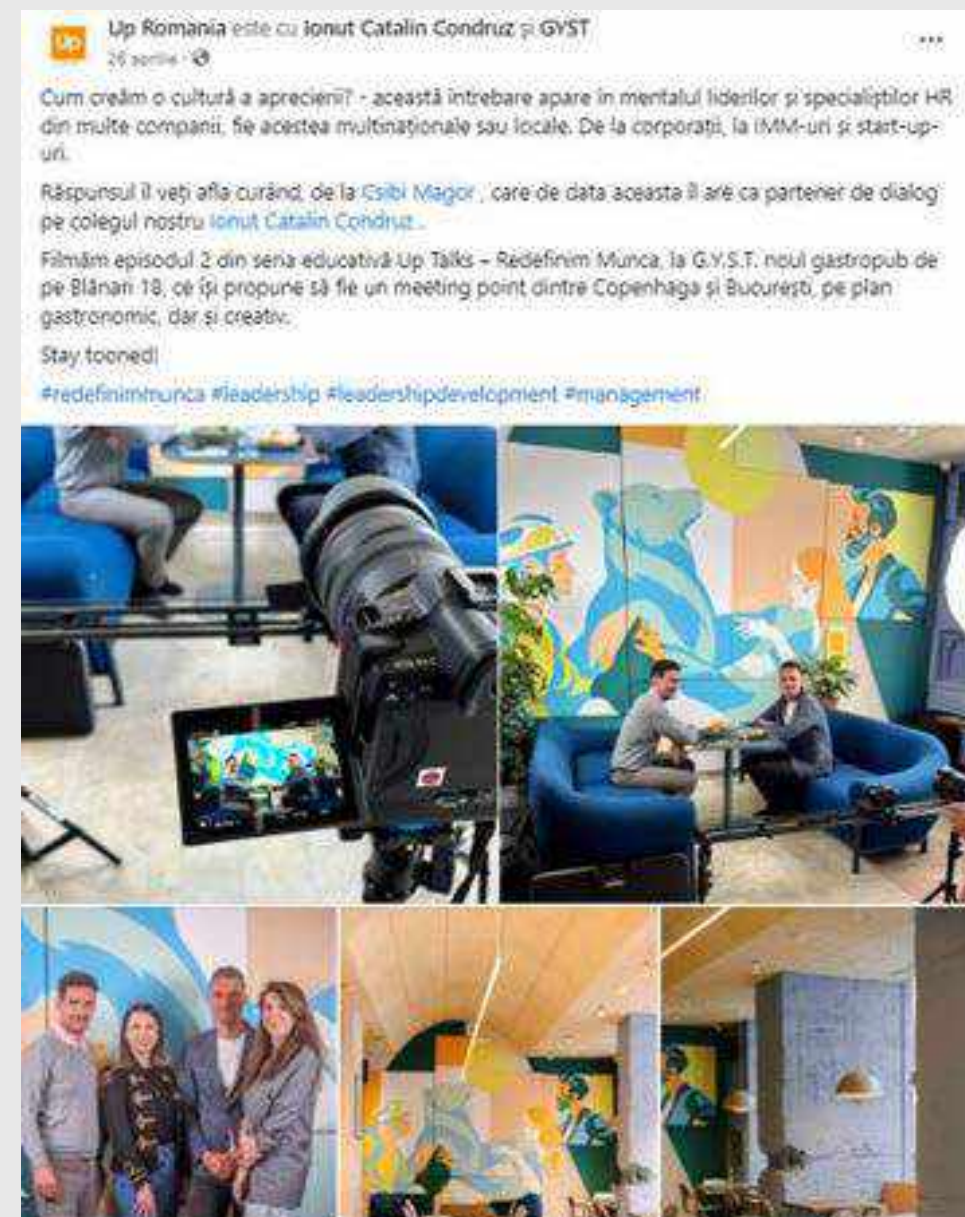 Up
Up Romania este cu Ionut Catalin Condruz și GYST
26 aprilie ·
Cum creăm o cultură a aprecierii? - această întrebare apare în mentalul liderilor și specialiștilor HR
din multe companii, fie acestea multinaționale sau locale. De la corporații, la IMM-uri și start-up-
uri.
Răspunsul îl veți afla curând, de la Csibi Magor , care de data aceasta îl are ca partener de dialog
pe colegul nostru Ionut Catalin Condruz .
Filmăm episodul 2 din seria educativă Up Talks – Redefinim Munca, la G.Y.S.T. noul gastropub de
pe Blănari 18, ce își propune să fie un meeting point dintre Copenhaga și București, pe plan
gastronomic, dar și creativ.
Stay tooned!
#redefinimmunca #leadership #leadershipdevelopment #management